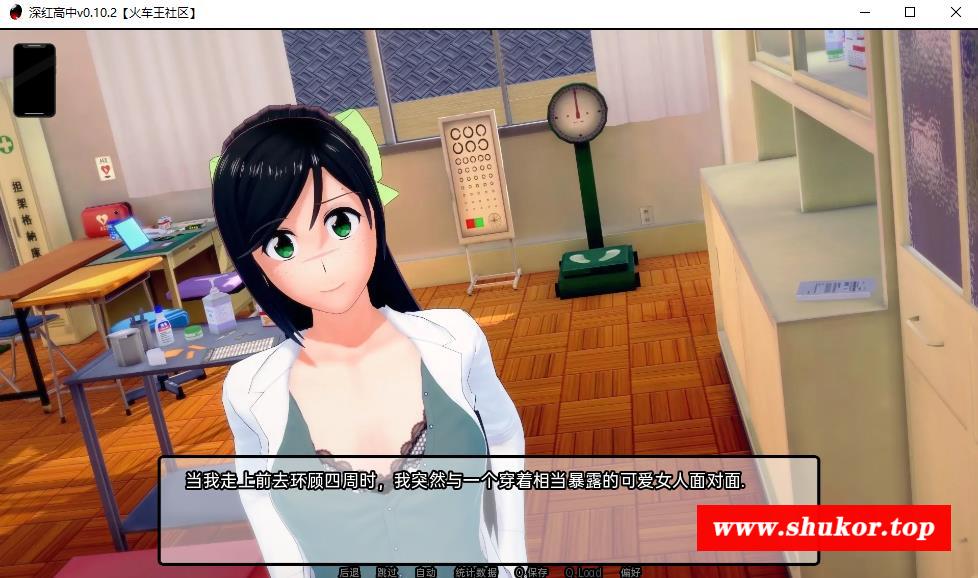 深红高中v0.10.2【火车王社区】
担架格納庫
AED
当我走上前去环顾四周时，我突然与一个穿着相当暴露的可爱女人面对面.
www.shukor.top
后退 跳过 自动 统计数据 Q.保存 Q.Load 偏好